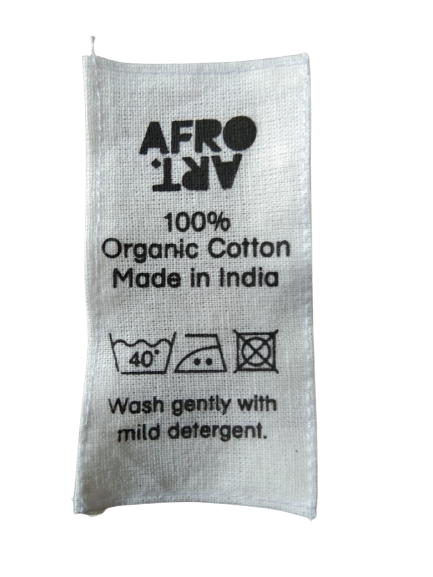 AFRO
ART.
100%
Organic Cotton
Made in India
40°
Wash gently with
mild detergent.